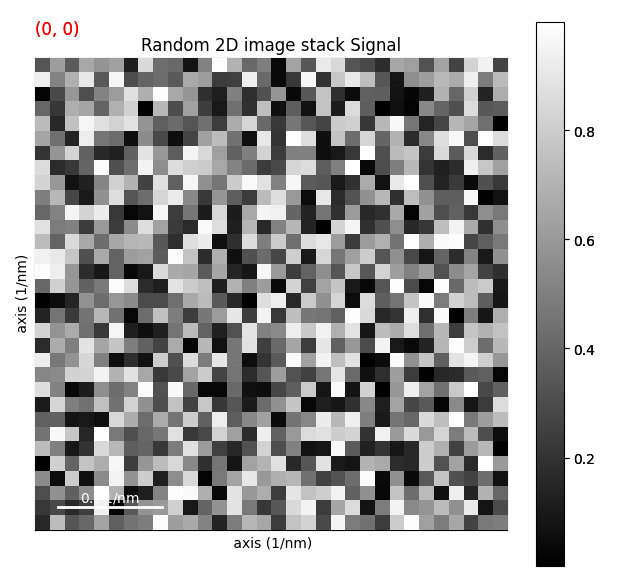 (0, 0)
Random 2D image stack Signal
0.8
0.6
0.4
0.2
axis (1/nm)
axis (1/nm)